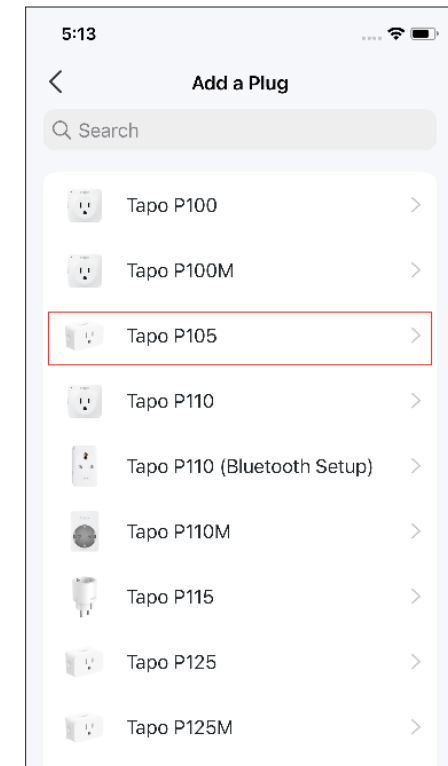 5:13
Add a Plug
Search
Tapo P100
Tapo P100M
Tapo P105
Tapo P110
Tapo P110 (Bluetooth Setup)
Tapo P110M
Tapo P115
Tapo P125
Tapo P125M